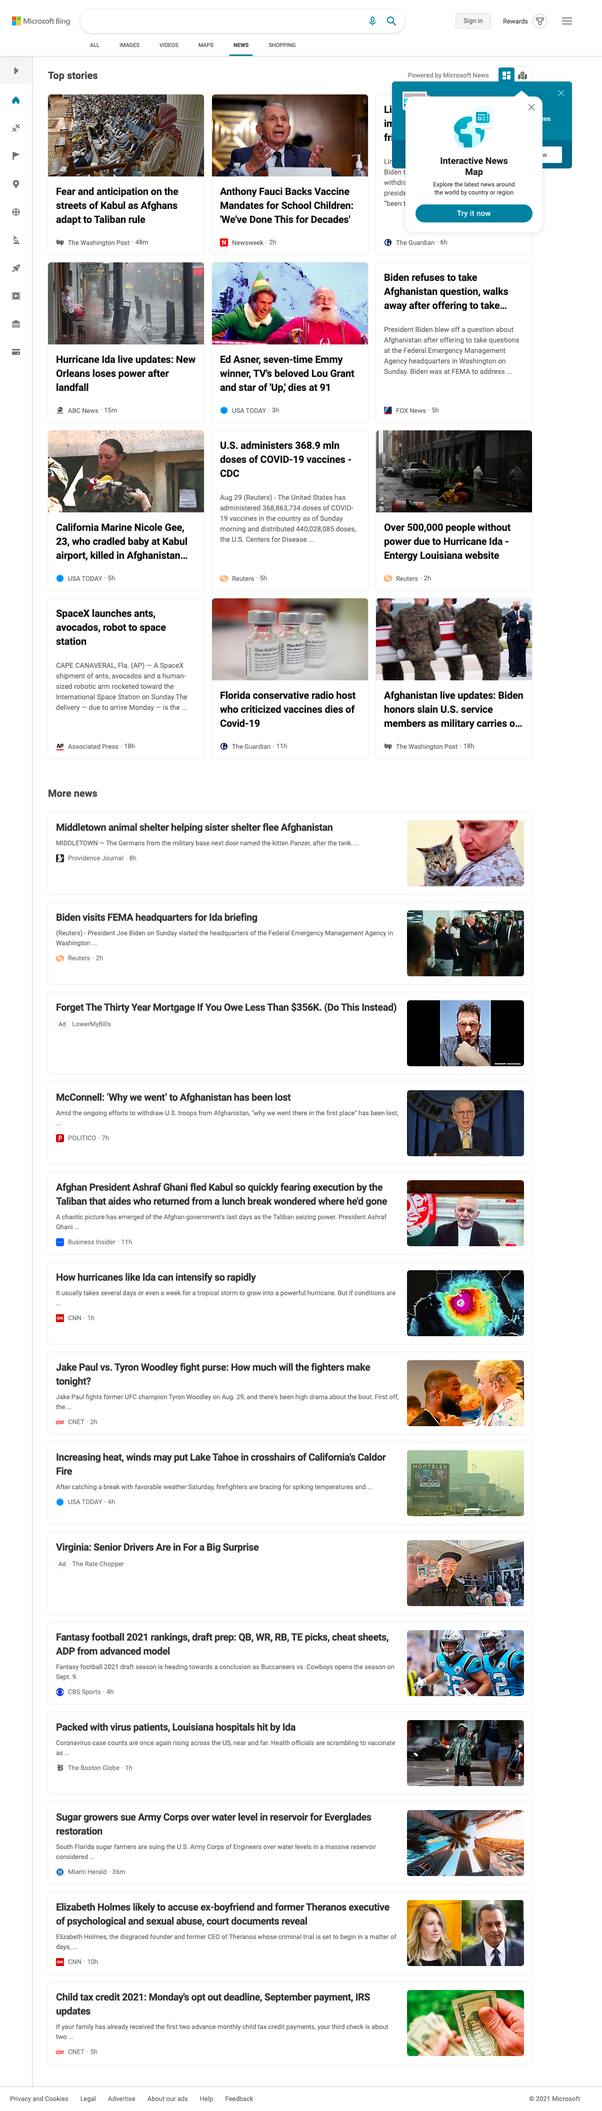 Microsoft Bing
Sign in
Rewards
ALL
IMAGES
VIDEOS
MAPS
NEWS
SHOPPING
Top stories
Powered by Microsoft News
Interactive News
Map
Explore the latest news around
the world by country or region
Try it now
Fear and anticipation on the
streets of Kabul as Afghans
adapt to Taliban rule
The Washington Post · 48m
Anthony Fauci Backs Vaccine
Mandates for School Children:
'We've Done This for Decades'
Newsweek · 2h
The Guardian · 6h
Hurricane Ida live updates: New
Orleans loses power after
landfall
ABC News · 15m
Ed Asner, seven-time Emmy
winner, TV's beloved Lou Grant
and star of 'Up,' dies at 91
USA TODAY · 3h
Biden refuses to take
Afghanistan question, walks
away after offering to take...
President Biden blew off a question about
Afghanistan after offering to take questions
at the Federal Emergency Management
Agency headquarters in Washington on
Sunday. Biden was at FEMA to address ...
FOX News · 5h
California Marine Nicole Gee,
23, who cradled baby at Kabul
airport, killed in Afghanistan...
USA TODAY · 5h
U.S. administers 368.9 mln
doses of COVID-19 vaccines -
CDC
Aug 29 (Reuters) - The United States has
administered 368,863,734 doses of COVID-
19 vaccines in the country as of Sunday
morning and distributed 440,028,085 doses,
the U.S. Centers for Disease ...
Reuters · 5h
Over 500,000 people without
power due to Hurricane Ida -
Entergy Louisiana website
Reuters · 2h
SpaceX launches ants,
avocados, robot to space
station
CAPE CANAVERAL, Fla. (AP) — A SpaceX
shipment of ants, avocados and a human-
sized robotic arm rocketed toward the
International Space Station on Sunday.The
delivery — due to arrive Monday — is the ...
AP Associated Press · 18h
Florida conservative radio host
who criticized vaccines dies of
Covid-19
The Guardian · 11h
Afghanistan live updates: Biden
honors slain U.S. service
members as military carries o...
The Washington Post · 18h
More news
Middletown animal shelter helping sister shelter flee Afghanistan
MIDDLETOWN — The Germans from the military base next door named the kitten Panzer, after the tank. ...
Providence Journal · 8h
Biden visits FEMA headquarters for Ida briefing
(Reuters) - President Joe Biden on Sunday visited the headquarters of the Federal Emergency Management Agency in
Washington ...
Reuters · 2h
Forget The Thirty Year Mortgage If You Owe Less Than $356K. (Do This Instead)
Ad LowerMyBills
McConnell: ‘Why we went’ to Afghanistan has been lost
Amid the ongoing efforts to withdraw U.S. troops from Afghanistan, "why we went there in the first place" has been lost,
...
POLITICO · 7h
Afghan President Ashraf Ghani fled Kabul so quickly fearing execution by the
Taliban that aides who returned from a lunch break wondered where he'd gone
A chaotic picture has emerged of the Afghan government's last days as the Taliban seizing power. President Ashraf
Ghani ...
Business Insider · 11h
How hurricanes like Ida can intensify so rapidly
It usually takes several days or even a week for a tropical storm to grow into a powerful hurricane. But if conditions are
...
CNN · 1h
Jake Paul vs. Tyron Woodley fight purse: How much will the fighters make
tonight?
Jake Paul fights former UFC champion Tyron Woodley on Aug. 29, and there's been high drama about the bout. First off,
the ...
CNET · 2h
Increasing heat, winds may put Lake Tahoe in crosshairs of California's Caldor
Fire
After catching a break with favorable weather Saturday, firefighters are bracing for spiking temperatures and ...
USA TODAY · 4h
Virginia: Senior Drivers Are in For a Big Surprise
Ad The Rate Chopper
Fantasy football 2021 rankings, draft prep: QB, WR, RB, TE picks, cheat sheets,
ADP from advanced model
Fantasy football 2021 draft season is heading towards a conclusion as Buccaneers vs. Cowboys opens the season on
Sept. 9.
CBS Sports · 4h
Packed with virus patients, Louisiana hospitals hit by Ida
Coronavirus case counts are once again rising across the US, near and far. Health officials are scrambling to vaccinate
as ...
The Boston Globe · 1h
Sugar growers sue Army Corps over water level in reservoir for Everglades
restoration
South Florida sugar farmers are suing the U.S. Army Corps of Engineers over water levels in a massive reservoir
considered ...
Miami Herald · 36m
Elizabeth Holmes likely to accuse ex-boyfriend and former Theranos executive
of psychological and sexual abuse, court documents reveal
Elizabeth Holmes, the disgraced founder and former CEO of Theranos whose criminal trial is set to begin in a matter of
days, ...
CNN · 10h
Child tax credit 2021: Monday's opt out deadline, September payment, IRS
updates
If your family has already received the first two advance monthly child tax credit payments, your third check is about
two ...
CNET · 5h
Privacy and Cookies
Legal
Advertise
About our ads
Help
Feedback
© 2021 Microsoft